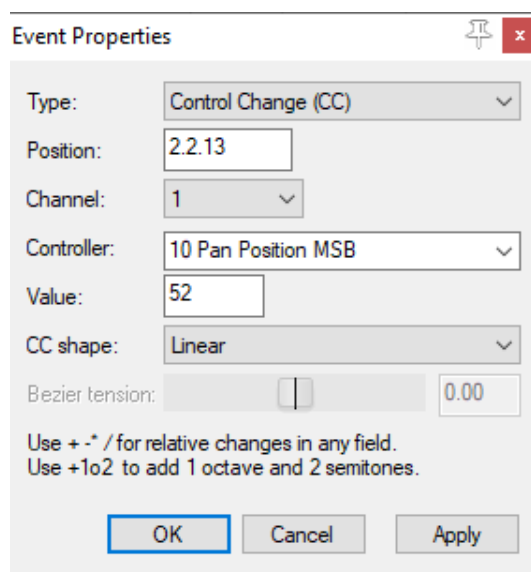 Event Properties
x
Type: Control Change (CC)
Position: 2.2.13
Channel: 1
Controller: 10 Pan Position MSB
Value: 52
CC shape: Linear
Bezier tension: 0.00
Use + -* / for relative changes in any field.
Use +1o2 to add 1 octave and 2 semitones.
OK Cancel Apply